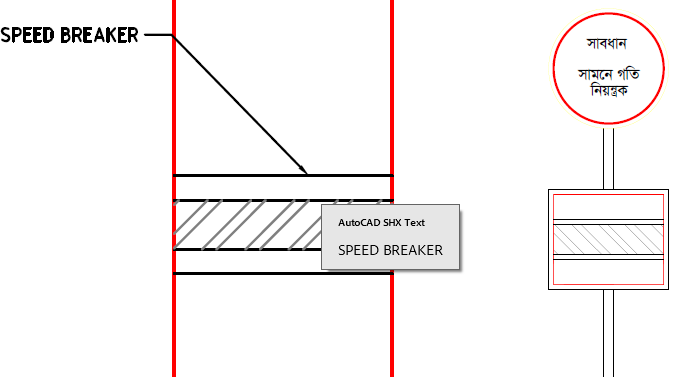 SPEED BREAKER
AutoCAD SHX Text
SPEED BREAKER
সাবধান
সামনে গতি
নিয়ন্ত্রক